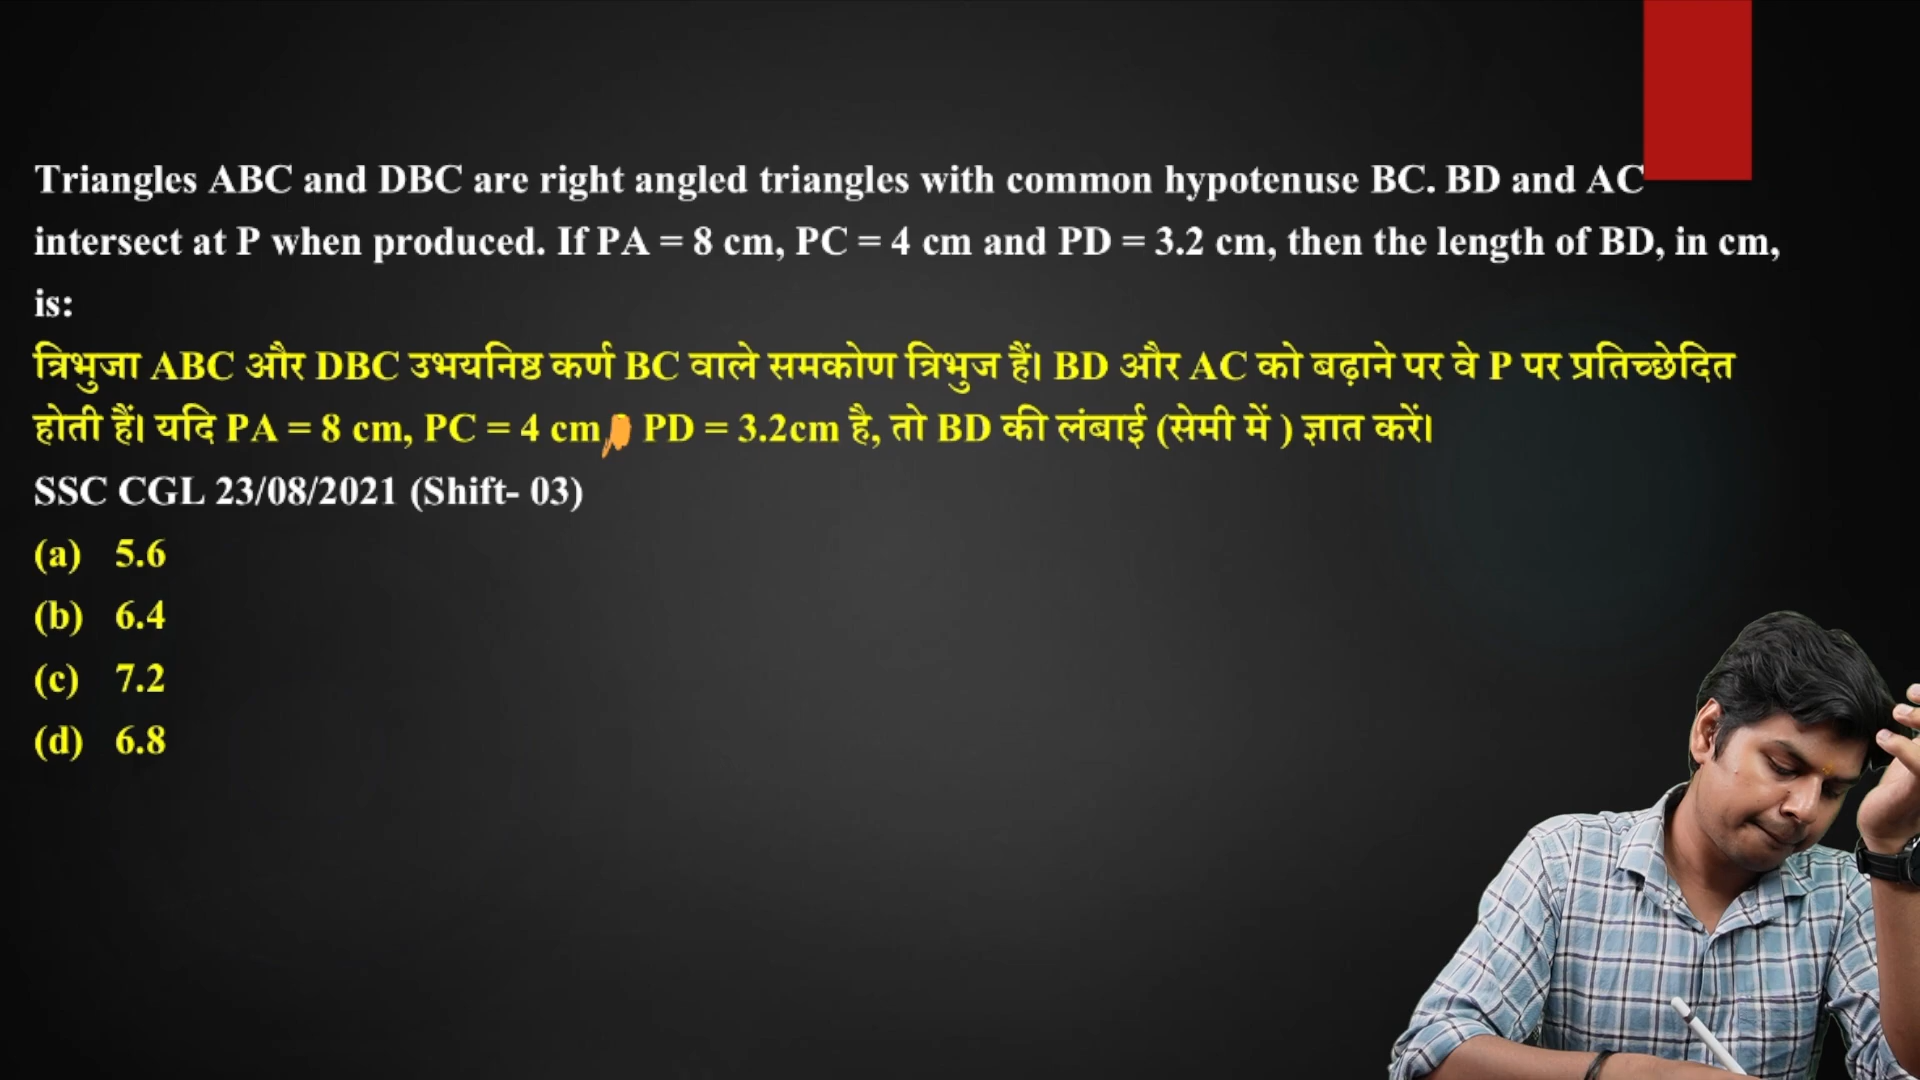 Triangles ABC and DBC are right angled triangles with common hypotenuse BC. BD and AC
intersect at P when produced. If PA = 8 cm, PC = 4 cm and PD = 3.2 cm, then the length of BD, in cm,
is:
त्रिभुजा ABC और DBC उभयनिष्ठ कर्ण BC वाले समकोण त्रिभुज हैं। BD और AC को बढ़ाने पर वे P पर प्रतिच्छेदित
होती हैं। यदि PA = 8 cm, PC = 4 cm, PD = 3.2cm है, तो BD की लंबाई (सेमी में ) ज्ञात करें।
SSC CGL 23/08/2021 (Shift- 03)
(a) 5.6
(b) 6.4
(c) 7.2
(d) 6.8